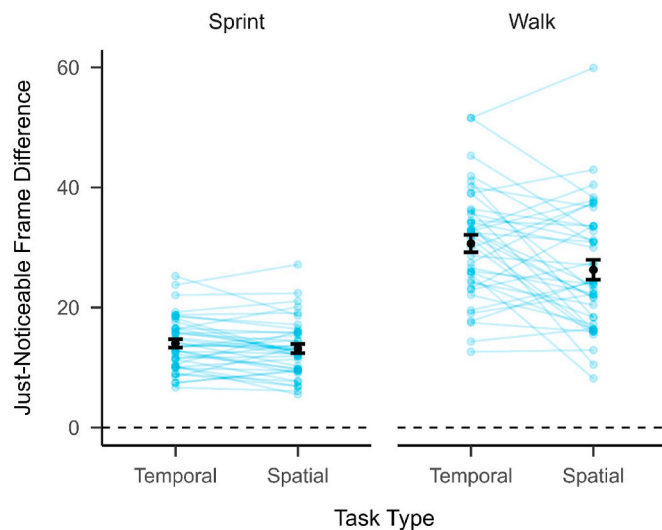 Sprint
Walk
Just-Noticeable Frame Difference
60
40
20
0
Temporal
Spatial
Temporal
Spatial
Task Type